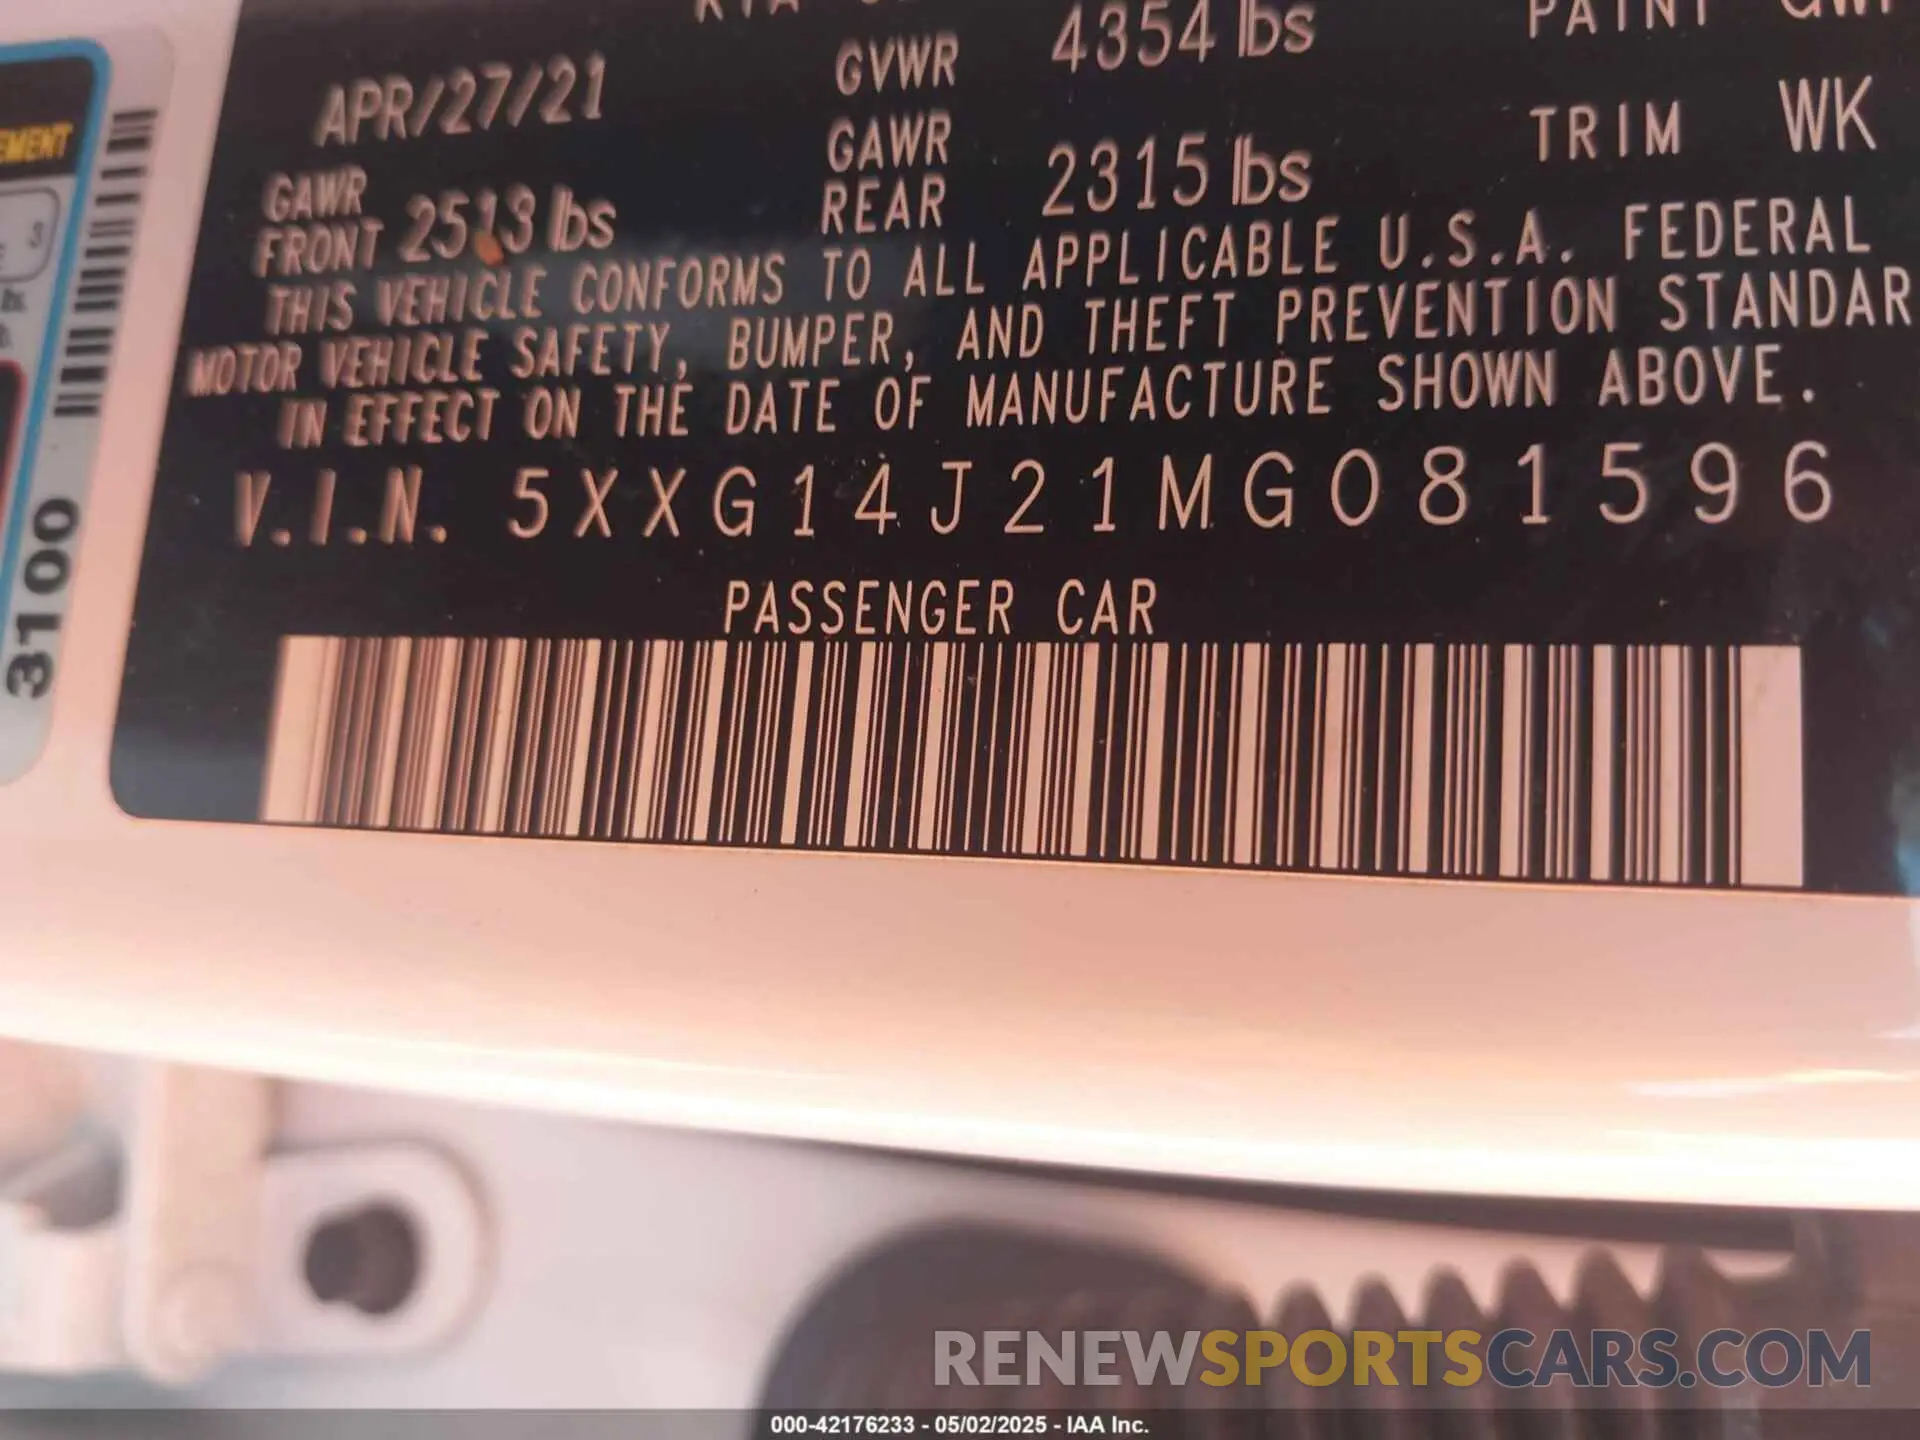 GVWR 4354 lbs
APR/27/21
GAWR FRONT 2513 lbs
GAWR REAR 2315 lbs
TRIM WK
THIS VEHICLE CONFORMS TO ALL APPLICABLE U.S.A. FEDERAL
MOTOR VEHICLE SAFETY, BUMPER, AND THEFT PREVENTION STANDAR
IN EFFECT ON THE DATE OF MANUFACTURE SHOWN ABOVE.
V.I.N. 5XXG14J21MG081596
PASSENGER CAR
EMENT
3
3100
RENEWSPORTSCARS.COM
000-42176233 - 05/02/2025 - IAA Inc.